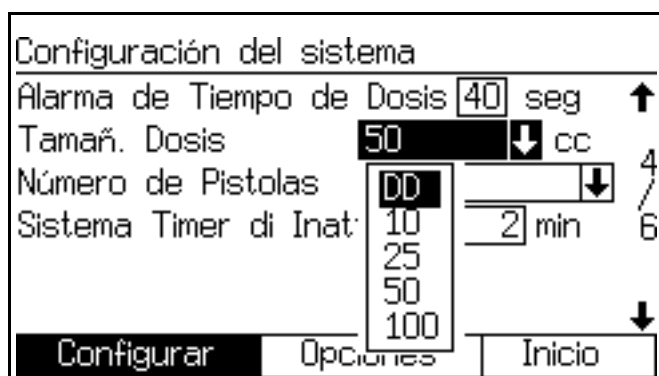 Configuración del sistema
Alarma de Tiempo de Dosis 40 seg
Tamañ. Dosis 50 cc
Número de Pistolas
Sistema Timer di Inat 2 min
DD
10
25
50
100
4/6
Configurar Opciones Inicio